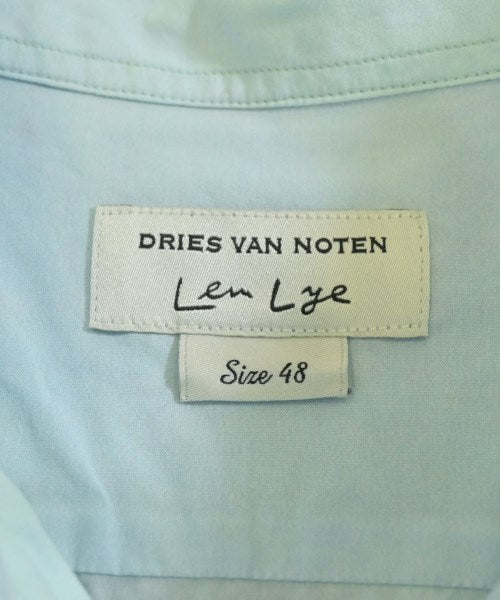 DRIES VAN NOTEN
Len Lye
Size 48